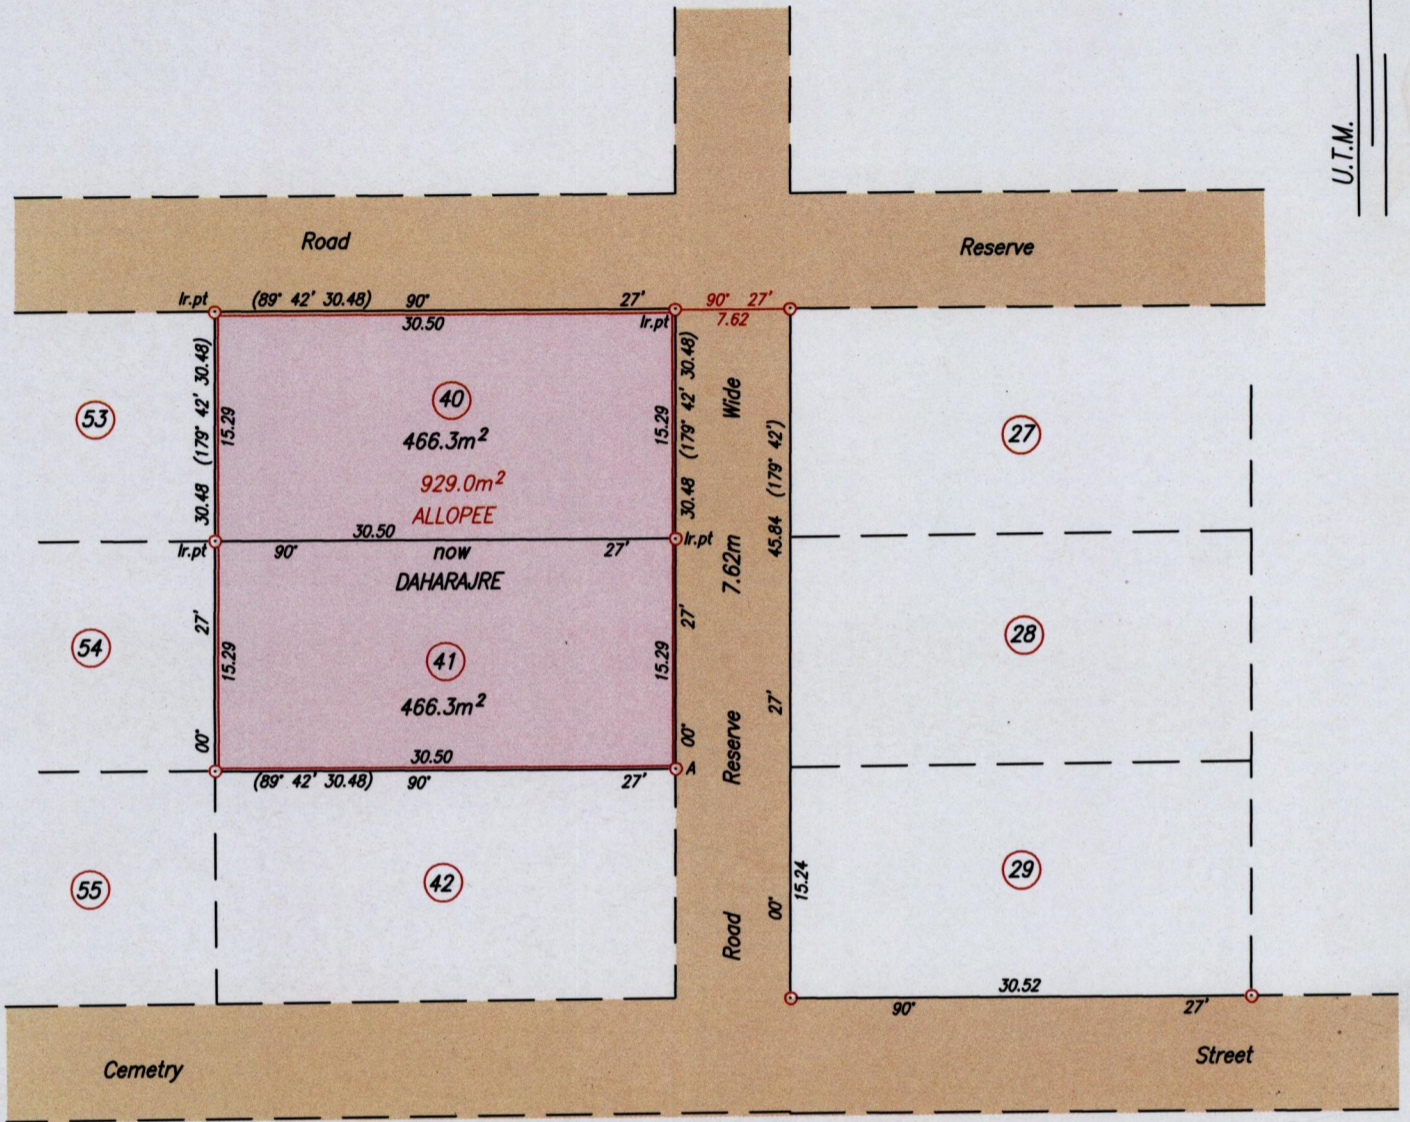 U.T.M.
Road
Reserve
Ir.pt
(89° 42' 30.48) 90° 27'
30.50
Ir.pt
90° 27'
7.62
30.48 (179° 42' 30.48)
15.29
15.29
30.48 (179° 42' 30.48)
53
40
466.3m²
929.0m²
ALLOPEE
27
30.50
Ir.pt
90° 27'
Ir.pt
now
DAHARAJRE
Road Reserve 7.62m Wide
00° 27' 45.84 (179° 42')
54
00° 27'
15.29
41
466.3m²
15.29
00° 27'
28
30.50
(89° 42' 30.48) 90° 27'
A
55
42
15.24
29
30.52
90° 27'
Cemetry
Street